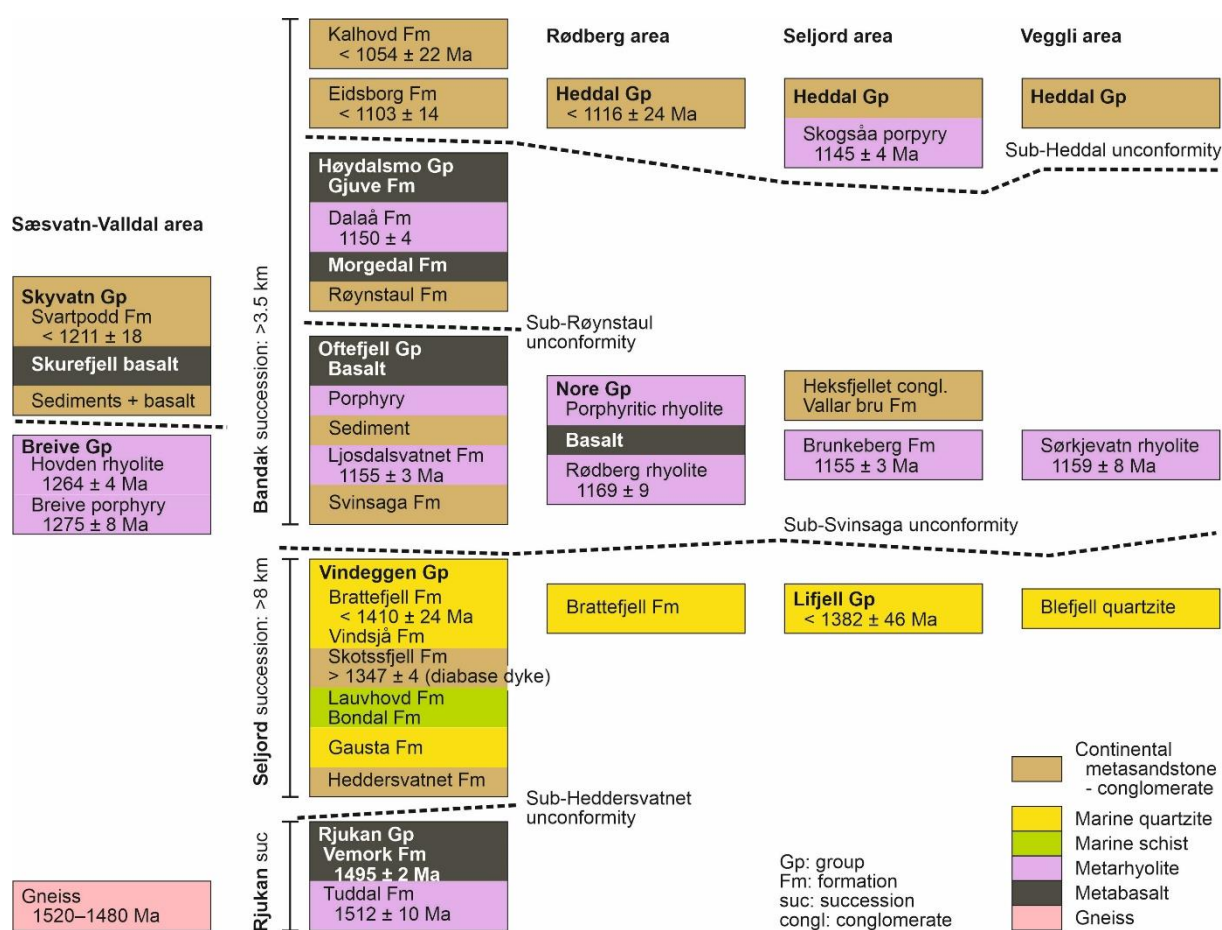 Sæsvatn-Valldal area
Skyvatn Gp
Svartpodd Fm
< 1211 ± 18
Skurefjell basalt
Sediments + basalt
Breive Gp
Hovden rhyolite
1264 ± 4 Ma
Breive porphyry
1275 ± 8 Ma
Gneiss
1520–1480 Ma
Bandak succession: >3.5 km
Seljord succession: >8 km
Rjukan suc
Kalhovd Fm
< 1054 ± 22 Ma
Eidsborg Fm
< 1103 ± 14
Høydalsmo Gp
Gjuve Fm
Dalaå Fm
1150 ± 4
Morgedal Fm
Røynstaul Fm
Sub-Røynstaul
unconformity
Oftefjell Gp
Basalt
Porphyry
Sediment
Ljosdalsvatnet Fm
1155 ± 3 Ma
Svinsaga Fm
Vindeggen Gp
Brattefjell Fm
< 1410 ± 24 Ma
Vindsjå Fm
Skotssfjell Fm
> 1347 ± 4 (diabase dyke)
Lauvhovd Fm
Bondal Fm
Gausta Fm
Heddersvatnet Fm
Sub-Heddersvatnet
unconformity
Rjukan Gp
Vemork Fm
1495 ± 2 Ma
Tuddal Fm
1512 ± 10 Ma
Rødberg area
Heddal Gp
< 1116 ± 24 Ma
Nore Gp
Porphyritic rhyolite
Basalt
Rødberg rhyolite
1169 ± 9
Brattefjell Fm
Seljord area
Heddal Gp
Skogsåa porpyry
1145 ± 4 Ma
Heksfjellet congl.
Vallar bru Fm
Brunkeberg Fm
1155 ± 3 Ma
Sub-Svinsaga unconformity
Lifjell Gp
< 1382 ± 46 Ma
Veggli area
Heddal Gp
Sub-Heddal unconformity
Sørkjevatn rhyolite
1159 ± 8 Ma
Blefjell quartzite
Gp: group
Fm: formation
suc: succession
congl: conglomerate
Continental
metasandstone
- conglomerate
Marine quartzite
Marine schist
Metarhyolite
Metabasalt
Gneiss